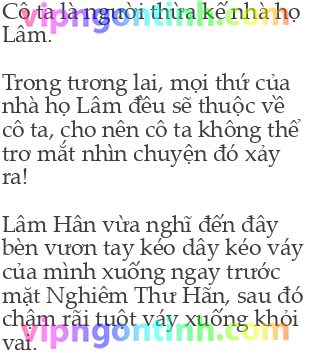 Cô ta là người thừa kế nhà họ
Lâm.
Trong tương lai, mọi thứ của
nhà họ Lâm đều sẽ thuộc về
cô ta, cho nên cô ta không thể
trơ mắt nhìn chuyện đó xảy
ra!
Lâm Hân vừa nghĩ đến đây
bèn vươn tay kéo dây kéo váy
của mình xuống ngay trước
mặt Nghiêm Thư Hãn, sau đó
chậm rãi tuột váy xuống khỏi
vai.
vipngontinh.com
vipngontinh.com